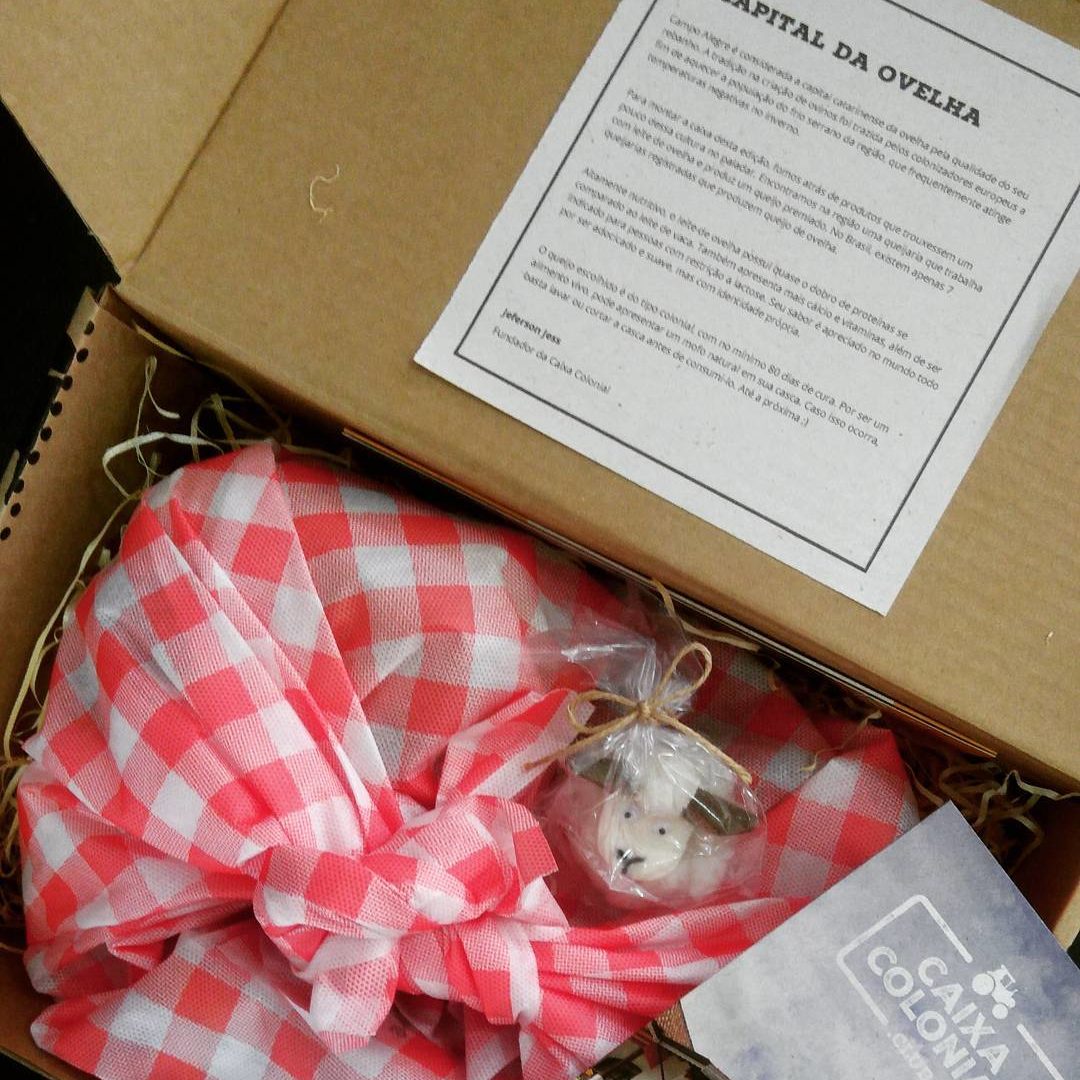 CAPITAL DA OVELHA
Campo Alegre é considerada a capital catarinense da ovelha pela qualidade do seu
rebanho. A tradição na criação de ovinos foi trazida pelos colonizadores europeus a
fim de aquecer a população do frio serrano da região, que frequentemente atinge
temperaturas negativas no inverno.
Para montar a caixa desta edição, fomos atrás de produtos que trouxessem um
pouco dessa cultura no paladar. Encontramos na região uma queijaria que trabalha
com leite de ovelha e produz um queijo premiado. No Brasil, existem apenas 7
queijarias registradas que produzem queijo de ovelha.
Altamente nutritivo, o leite de ovelha possui quase o dobro de proteínas se
comparado ao leite de vaca. Também apresenta mais cálcio e vitaminas, além de ser
indicado para pessoas com restrição a lactose. Seu sabor é apreciado no mundo todo
por ser adocicado e suave, mas com identidade própria.
O queijo escolhido é do tipo colonial, com no mínimo 80 dias de cura. Por ser um
alimento vivo, pode apresentar um mofo natural em sua casca. Caso isso ocorra,
basta lavar ou cortar a casca antes de consumi-lo. Até a próxima ;)
Jeferson Jess
Fundador da Caixa Colonial
CAIXA
COLONI
CLUB